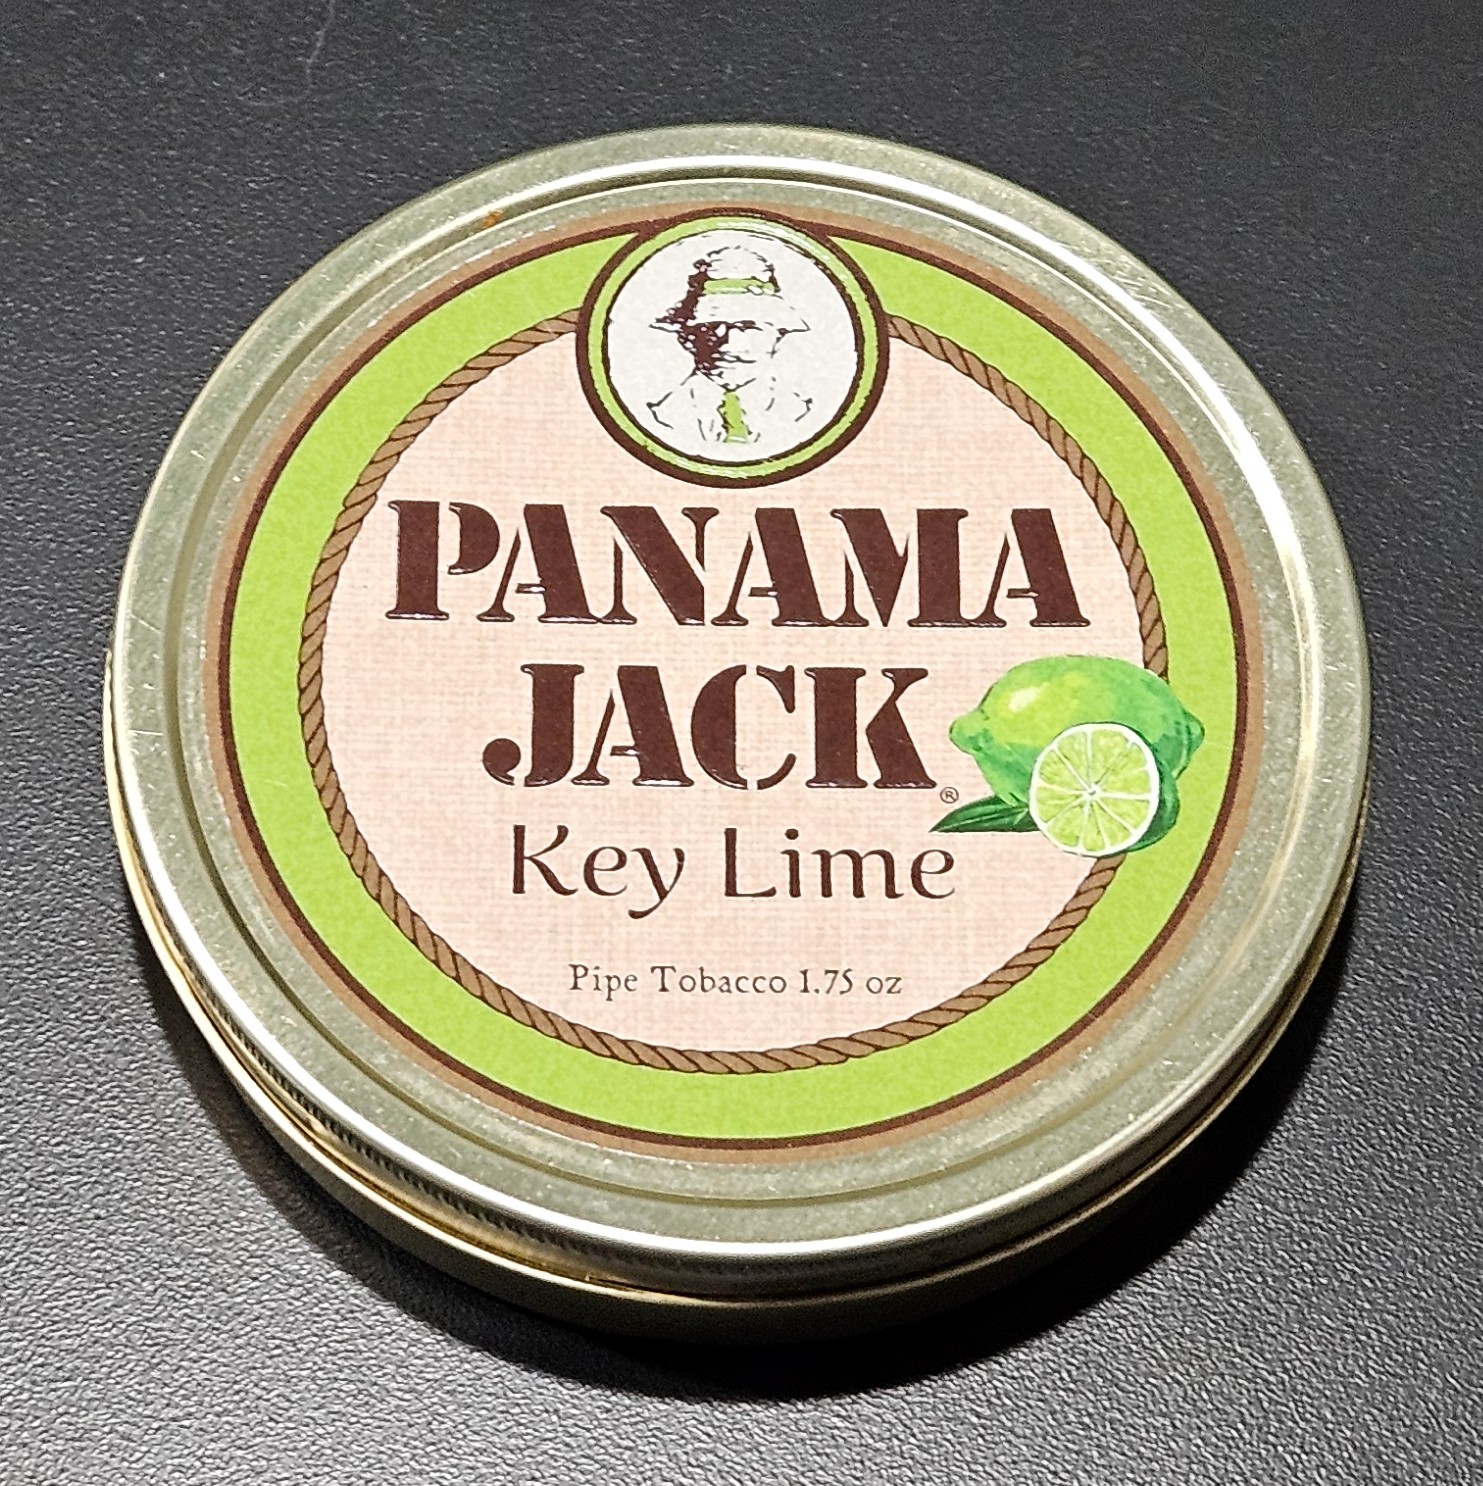 PANAMA
JACK®
Key Lime
Pipe Tobacco 1.75 oz